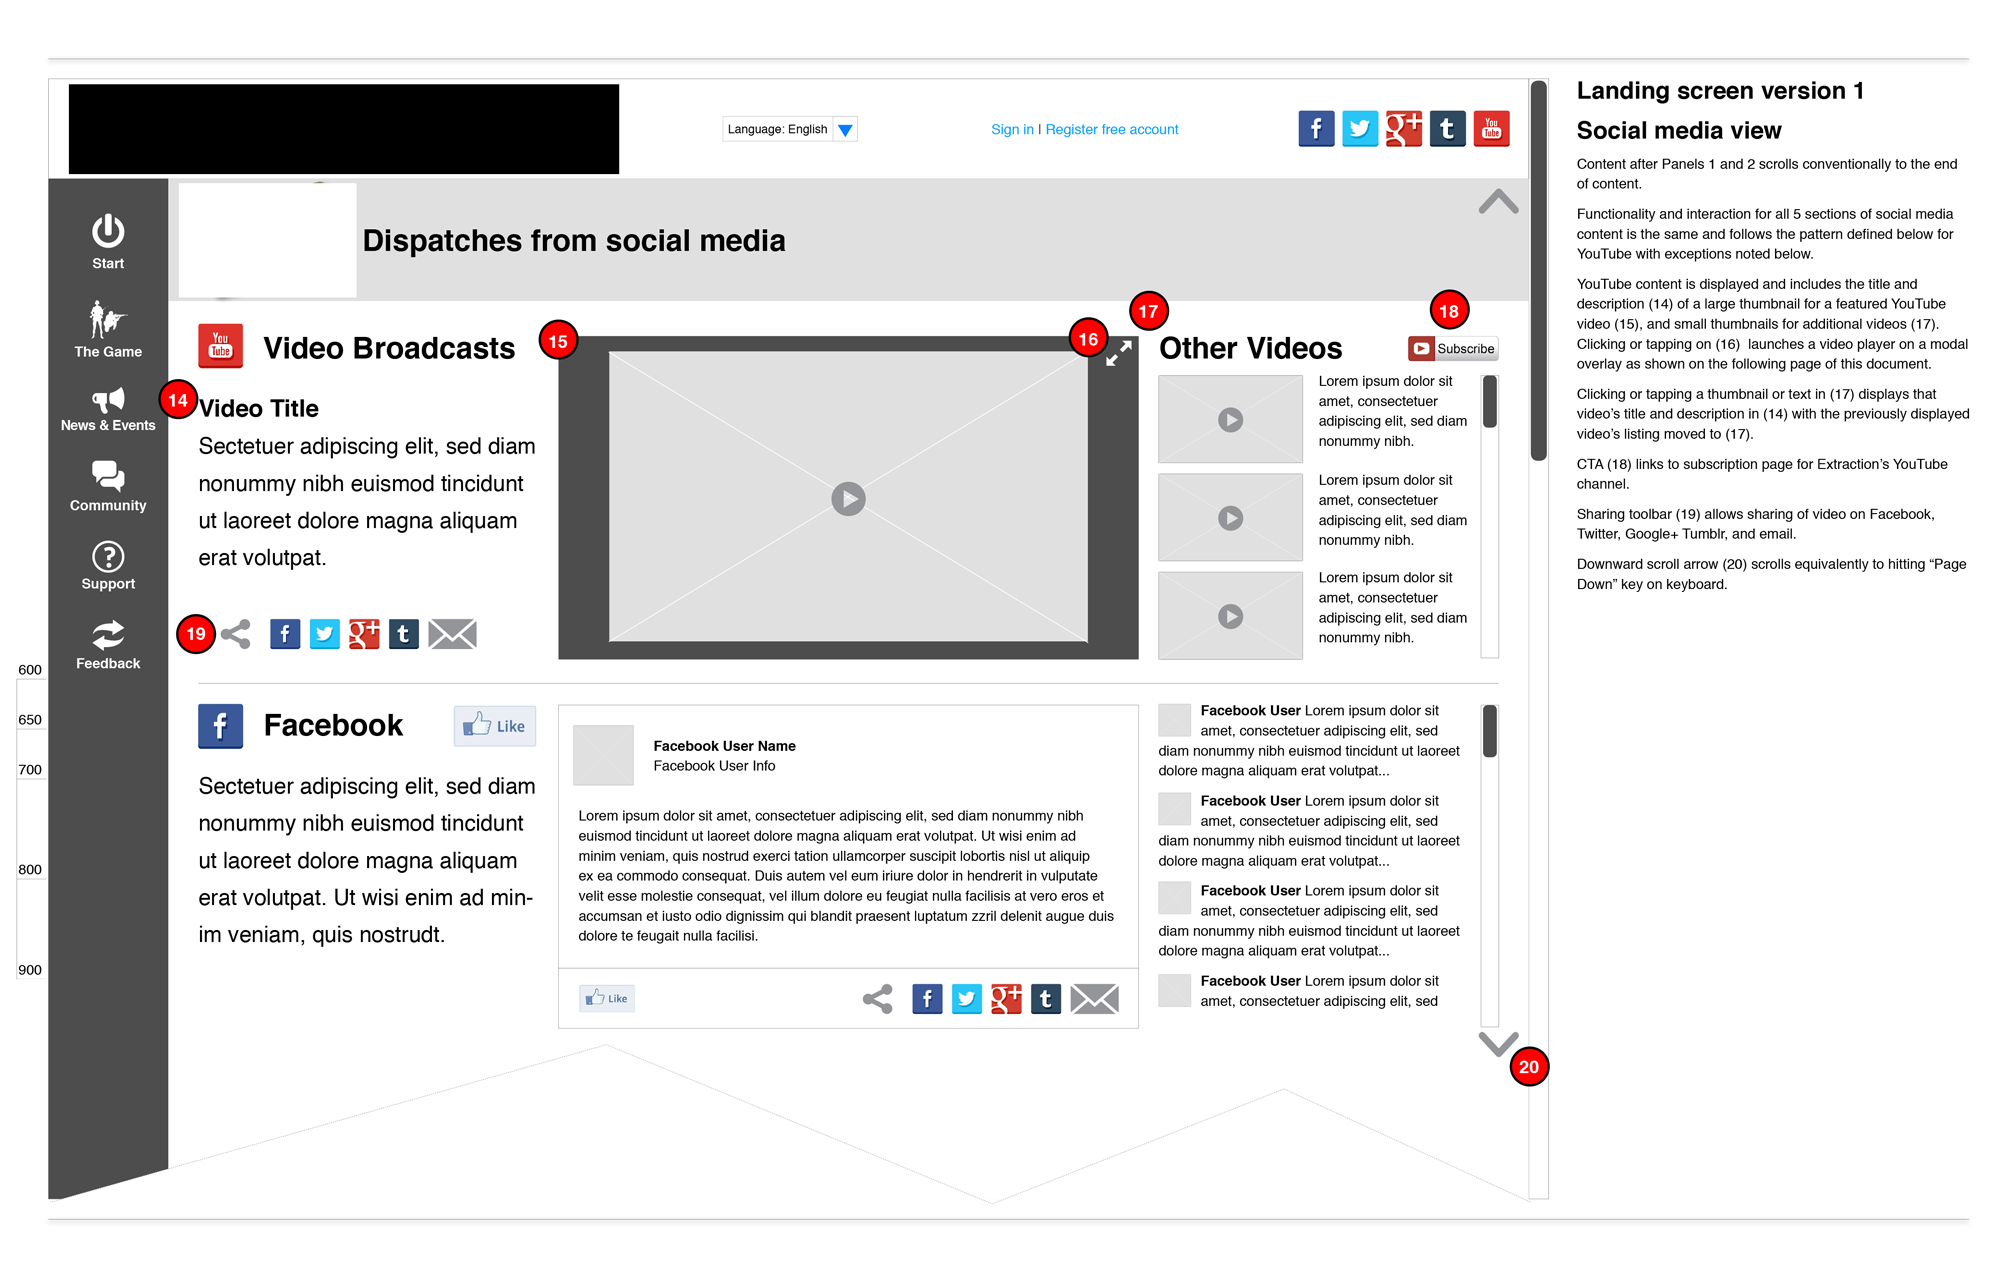 Language: English
Sign in | Register free account
f
g+
t
You
Tube
Landing screen version 1
Social media view
Content after Panels 1 and 2 scrolls conventionally to the end
of content.
Functionality and interaction for all 5 sections of social media
content is the same and follows the pattern defined below for
YouTube with exceptions noted below.
YouTube content is displayed and includes the title and
description (14) of a large thumbnail for a featured YouTube
video (15), and small thumbnails for additional videos (17).
Clicking or tapping on (16) launches a video player on a modal
overlay as shown on the following page of this document.
Clicking or tapping a thumbnail or text in (17) displays that
video’s title and description in (14) with the previously displayed
video’s listing moved to (17).
CTA (18) links to subscription page for Extraction’s YouTube
channel.
Sharing toolbar (19) allows sharing of video on Facebook,
Twitter, Google+ Tumblr, and email.
Downward scroll arrow (20) scrolls equivalently to hitting “Page
Down” key on keyboard.
Start
The Game
News & Events
Community
Support
Feedback
600
650
700
800
900
Dispatches from social media
You
Tube
Video Broadcasts
14
Video Title
Sectetuer adipiscing elit, sed diam
nonummy nibh euismod tincidunt
ut laoreet dolore magna aliquam
erat volutpat.
19
f
g+
t
15
16
17
Other Videos
18
Subscribe
Lorem ipsum dolor sit
amet, consectetuer
adipiscing elit, sed diam
nonummy nibh.
Lorem ipsum dolor sit
amet, consectetuer
adipiscing elit, sed diam
nonummy nibh.
Lorem ipsum dolor sit
amet, consectetuer
adipiscing elit, sed diam
nonummy nibh.
f
Facebook
Like
Sectetuer adipiscing elit, sed diam
nonummy nibh euismod tincidunt
ut laoreet dolore magna aliquam
erat volutpat. Ut wisi enim ad min-
im veniam, quis nostrudt.
Facebook User Name
Facebook User Info
Lorem ipsum dolor sit amet, consectetuer adipiscing elit, sed diam nonummy nibh
euismod tincidunt ut laoreet dolore magna aliquam erat volutpat. Ut wisi enim ad
minim veniam, quis nostrud exerci tation ullamcorper suscipit lobortis nisl ut aliquip
ex ea commodo consequat. Duis autem vel eum iriure dolor in hendrerit in vulputate
velit esse molestie consequat, vel illum dolore eu feugiat nulla facilisis at vero eros et
accumsan et iusto odio dignissim qui blandit praesent luptatum zzril delenit augue duis
dolore te feugait nulla facilisi.
Like
f
g+
t
Facebook User Lorem ipsum dolor sit
amet, consectetuer adipiscing elit, sed
diam nonummy nibh euismod tincidunt ut laoreet
dolore magna aliquam erat volutpat...
Facebook User Lorem ipsum dolor sit
amet, consectetuer adipiscing elit, sed
diam nonummy nibh euismod tincidunt ut laoreet
dolore magna aliquam erat volutpat...
Facebook User Lorem ipsum dolor sit
amet, consectetuer adipiscing elit, sed
diam nonummy nibh euismod tincidunt ut laoreet
dolore magna aliquam erat volutpat...
Facebook User Lorem ipsum dolor sit
amet, consectetuer adipiscing elit, sed
20